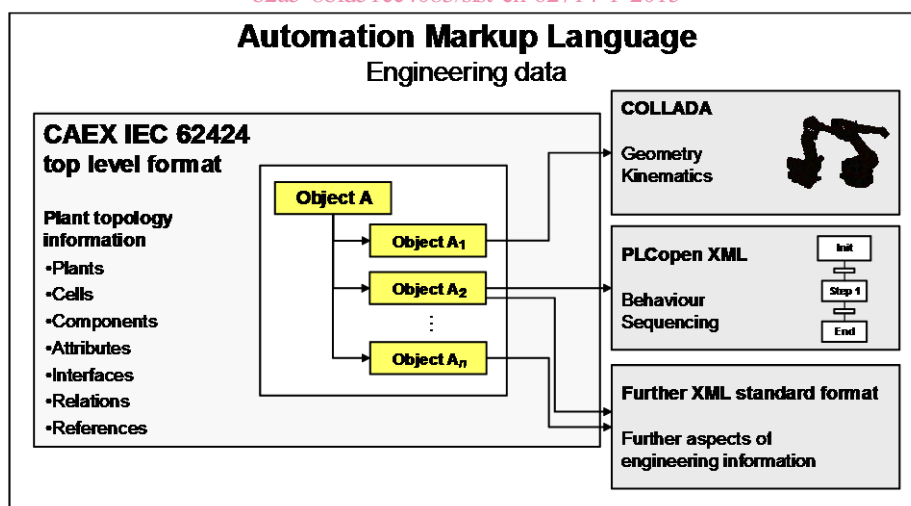 Automation Markup Language
Engineering data
CAEX IEC 62424
top level format
Plant topology
information
•Plants
•Cells
•Components
•Attributes
•Interfaces
•Relations
•References
Object A
Object A1
Object A2
⋮
Object An
COLLADA
Geometry
Kinematics
PLCopen XML
Behaviour
Sequencing
Init
Step 1
End
Further XML standard format
Further aspects of
engineering information